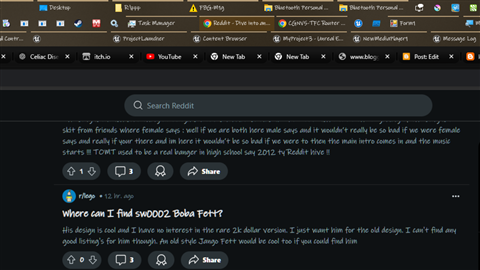 Desktop
F3G-M19
Bluetooth Personal ...
Bluetooth Personal ...
Task Manager
Reddit - Dive into an...
Form1
d Contr...
ProjectLauncher
Content Browser
MyProject3 - Unreal E...
NewMediaPlayer1
Message Log
Celiac Dise
itch.io
YouTube
New Tab
New Tab
www.blog
Post: Edit
Search Reddit
skit from friends where female says : well if we are both here male says and it wouldn't really be so bad if we were female
says and really if your there and im here it wouldn't be so bad if we were to then the main intro comes in and the music
starts !!! TOMT used to be a real banger in high school say 2012 ty Reddit hive !!
1
3
Share
r/lego • 12 hr. ago
Where can I find sw0002 Boba Fett?
His design is cool and I have no interest in the rare 2k dollar version. I just want him for the old design. I can't find any
good listing's for him though. An old style Jango Fett would be cool too if you could find him
0
3
Share